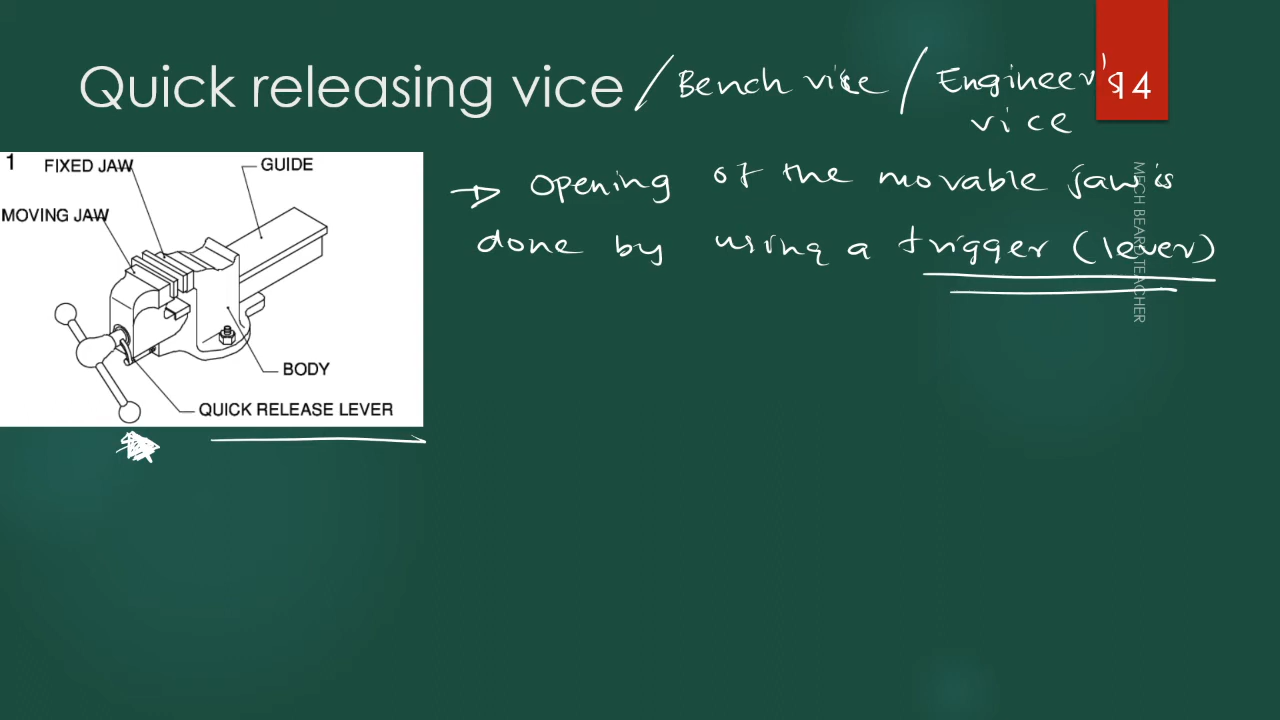 Quick releasing vice / Bench vice / Engineer's
vice
14
1
FIXED JAW
GUIDE
MOVING JAW
BODY
QUICK RELEASE LEVER
→ Opening of the movable jaw is
done by using a trigger (lever)
MECH BEARD TEACHER